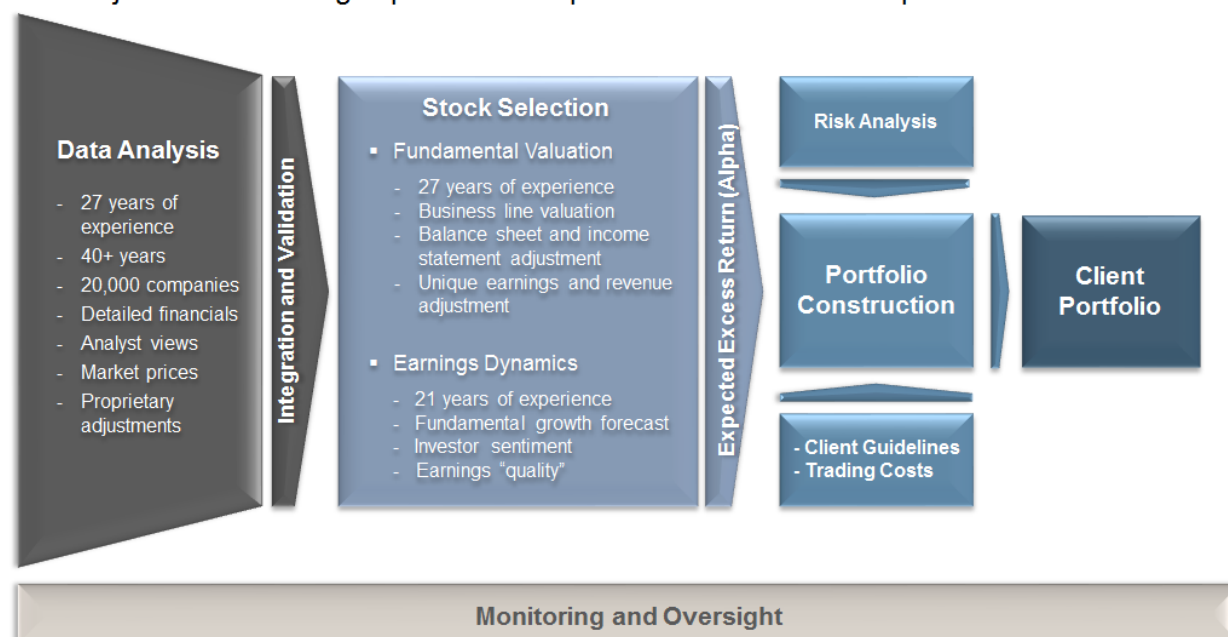 Data Analysis
- 27 years of
experience
- 40+ years
- 20,000 companies
- Detailed financials
- Analyst views
- Market prices
- Proprietary
adjustments
Integration and Validation
Stock Selection
▪ Fundamental Valuation
- 27 years of experience
- Business line valuation
- Balance sheet and income
statement adjustment
- Unique earnings and revenue
adjustment
▪ Earnings Dynamics
- 21 years of experience
- Fundamental growth forecast
- Investor sentiment
- Earnings “quality”
Expected Excess Return (Alpha)
Risk Analysis
Portfolio
Construction
- Client Guidelines
- Trading Costs
Client
Portfolio
Monitoring and Oversight